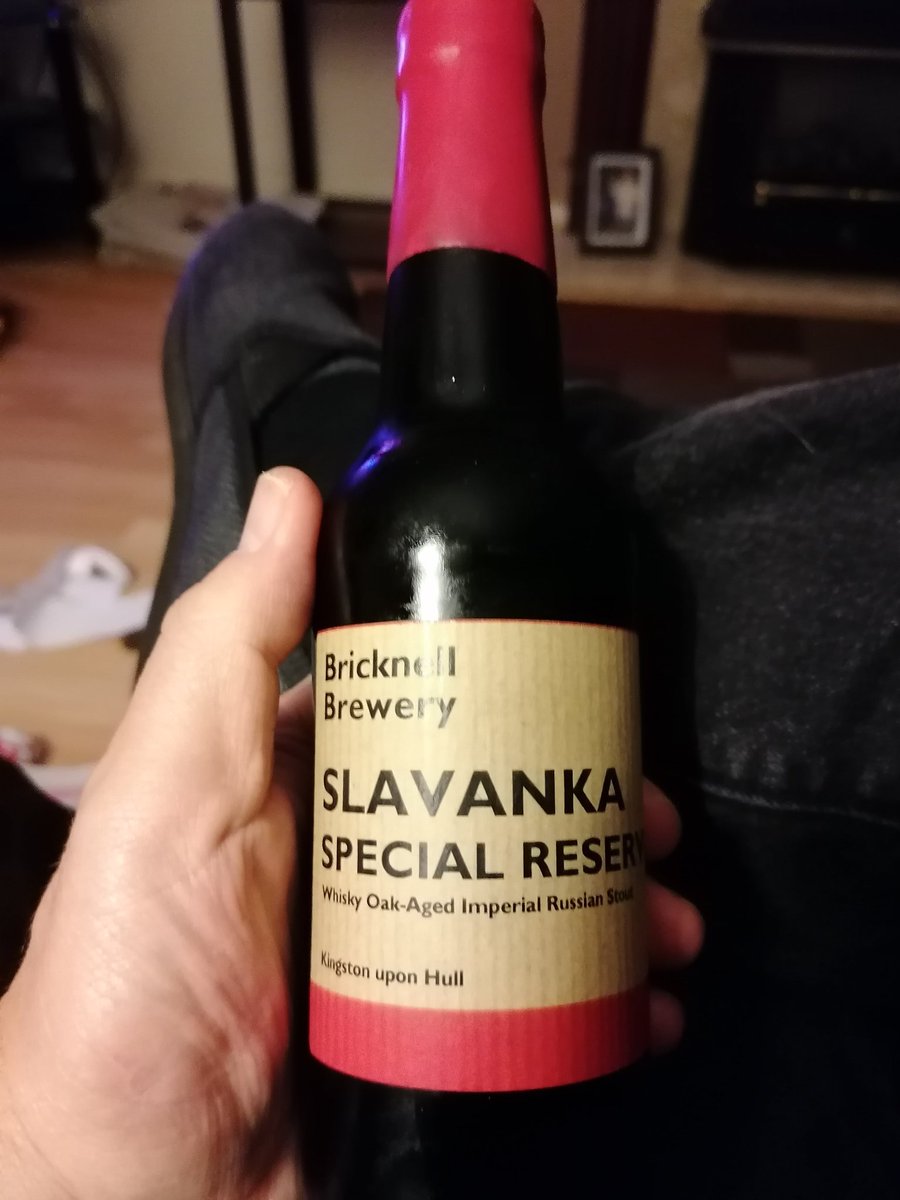 Bricknell
Brewery
SLAVANKA
SPECIAL RESERV
Whisky Oak-Aged Imperial Russian Stout
Kingston upon Hull